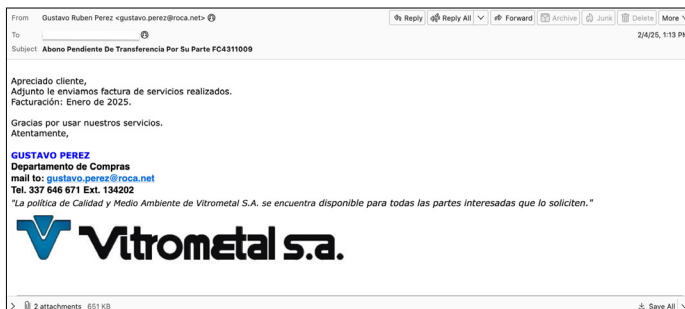 From Gustavo Ruben Perez <gustavo.perez@roca.net>
Reply Reply All Forward Archive Junk Delete More
To
2/4/25, 1:13 PM
Subject Abono Pendiente De Transferencia Por Su Parte FC4311009
Apreciado cliente,
Adjunto le enviamos factura de servicios realizados.
Facturación: Enero de 2025.
Gracias por usar nuestros servicios.
Atentamente,
GUSTAVO PEREZ
Departamento de Compras
mail to: gustavo.perez@roca.net
Tel. 337 646 671 Ext. 134202
"La política de Calidad y Medio Ambiente de Vitrometal S.A. se encuentra disponible para todas las partes interesadas que lo soliciten."
Vitrometal s.a.
2 attachments 651 KB
Save All